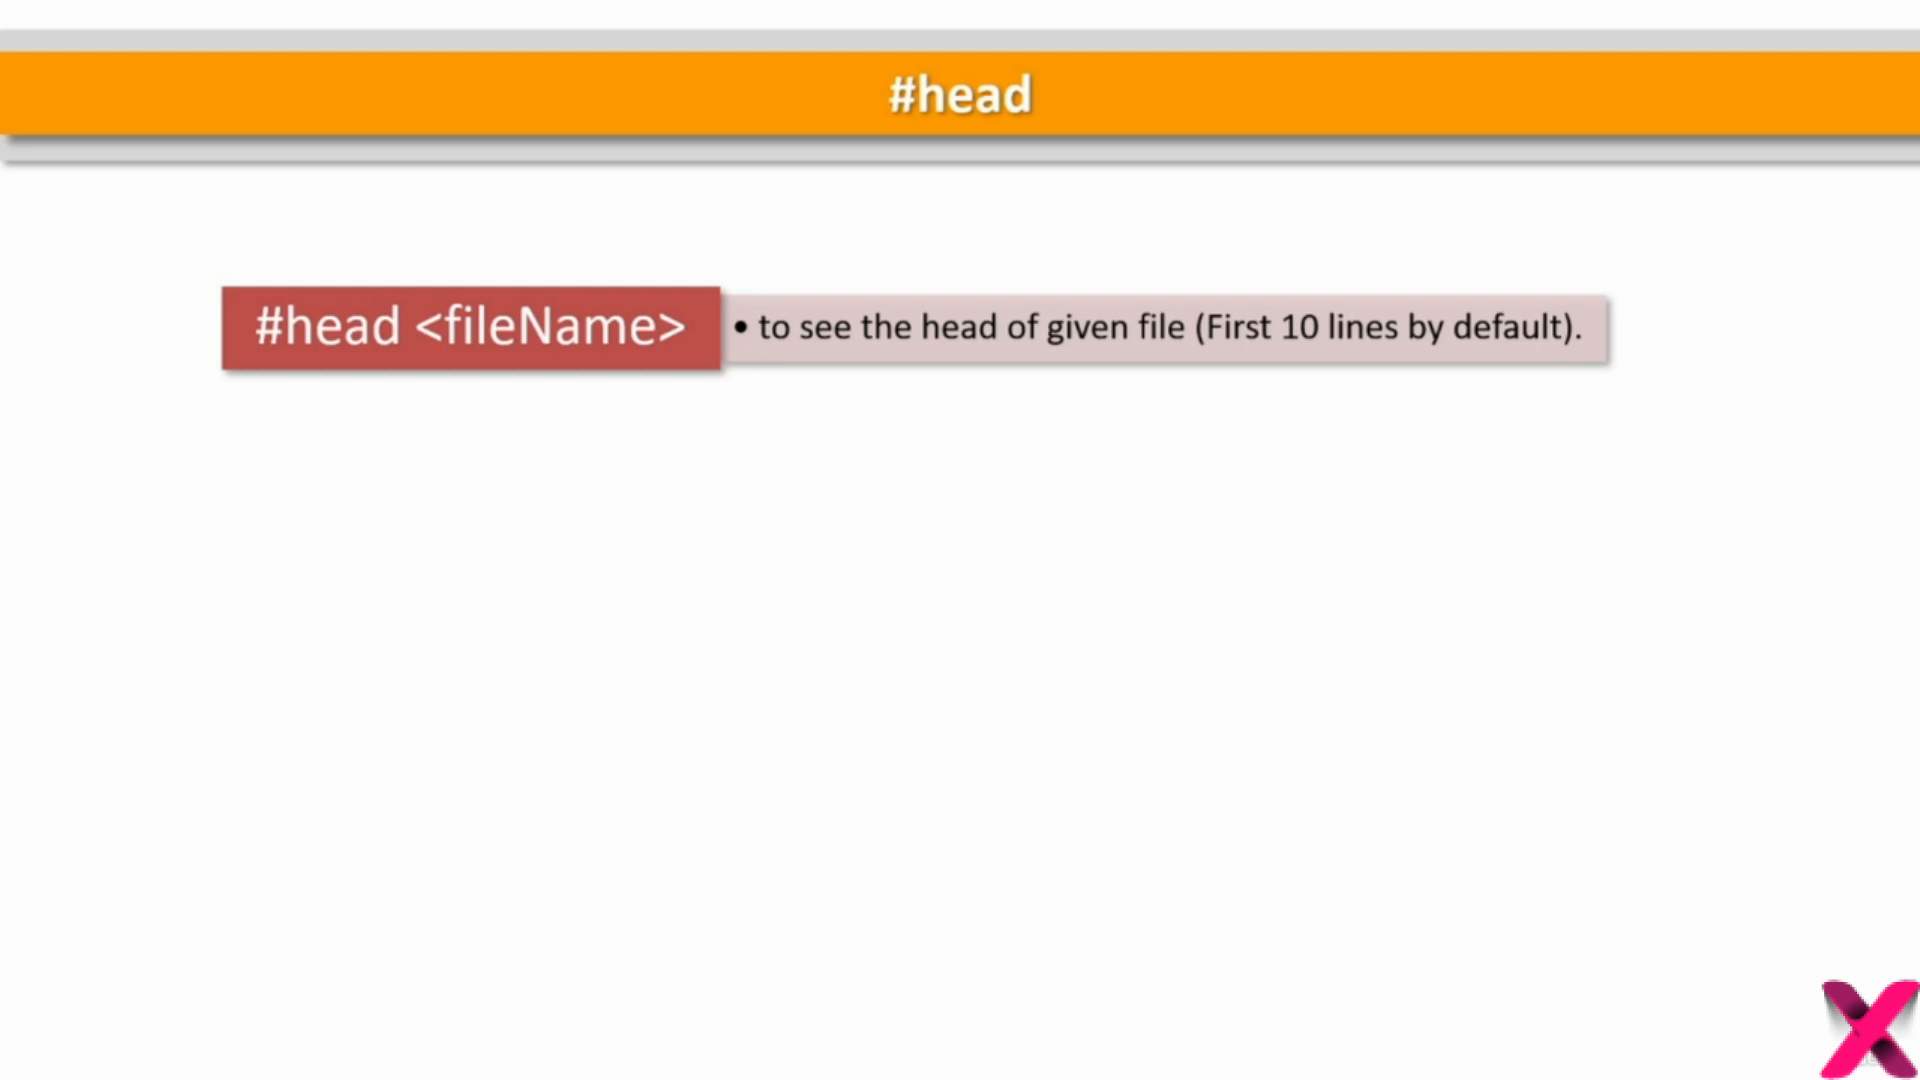 #head
#head <fileName>
• to see the head of given file (First 10 lines by default).